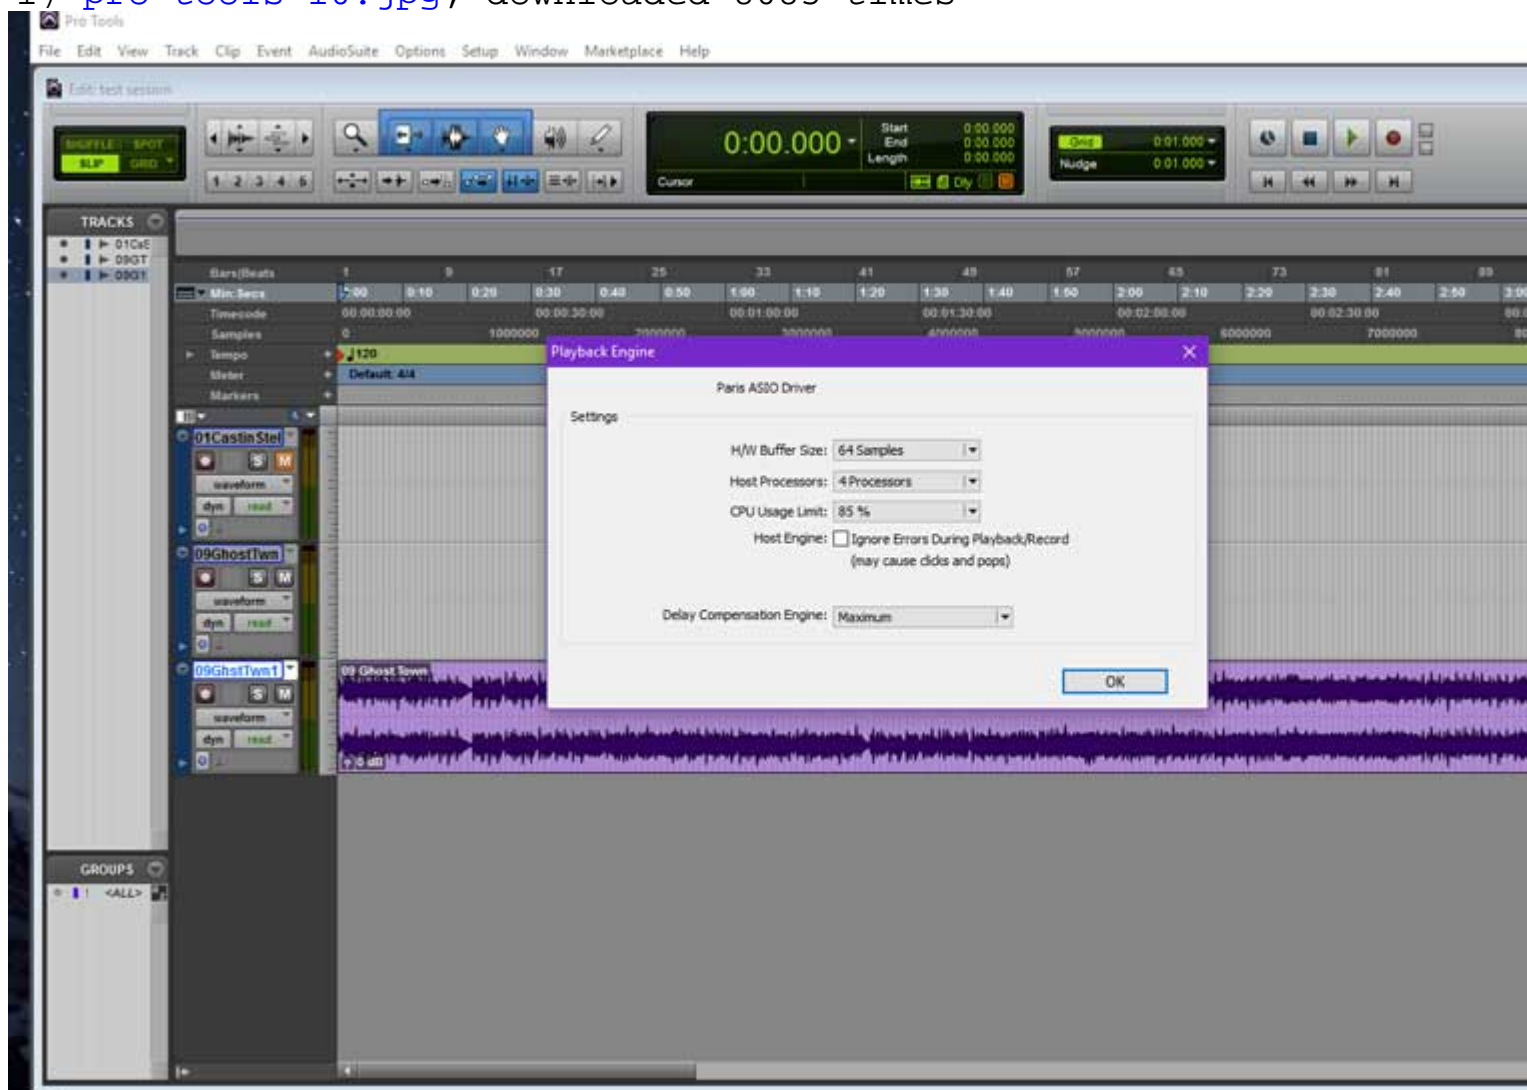 Pro Tools
File Edit View Track Clip Event AudioSuite Options Setup Window Marketplace Help
Edit: test session
SHUFFLE SPOT
SLIP GRID
1 2 3 4 5
0:00.000
Start 0:00.000
End 0:00.000
Length 0:00.000
Cursor
Dly
Grid 0:01.000
Nudge 0:01.000
TRACKS
01CaS
09GT
09GT
Bars|Beats 1 9 17 25 33 41 49 57 65 73 81 89
Min:Secs 0:00 0:10 0:20 0:30 0:40 0:50 1:00 1:10 1:20 1:30 1:40 1:50 2:00 2:10 2:20 2:30 2:40 2:50 3:00
Timecode 00:00:00:00 00:00:30:00 00:01:00:00 00:01:30:00 00:02:00:00 00:02:30:00
Samples 0 1000000 2000000 3000000 4000000 5000000 6000000 7000000
Tempo 120
Meter Default: 4/4
Markers
Playback Engine
Paris ASIO Driver
Settings
H/W Buffer Size: 64 Samples
Host Processors: 4 Processors
CPU Usage Limit: 85 %
Host Engine: Ignore Errors During Playback/Record
(may cause clicks and pops)
Delay Compensation Engine: Maximum
OK
01CastinStel
S M
waveform
dyn read
09GhostTwn
S M
waveform
dyn read
09GhstTwn1
S M
waveform
dyn read
09 Ghost Town
0 dB
GROUPS
! <ALL>